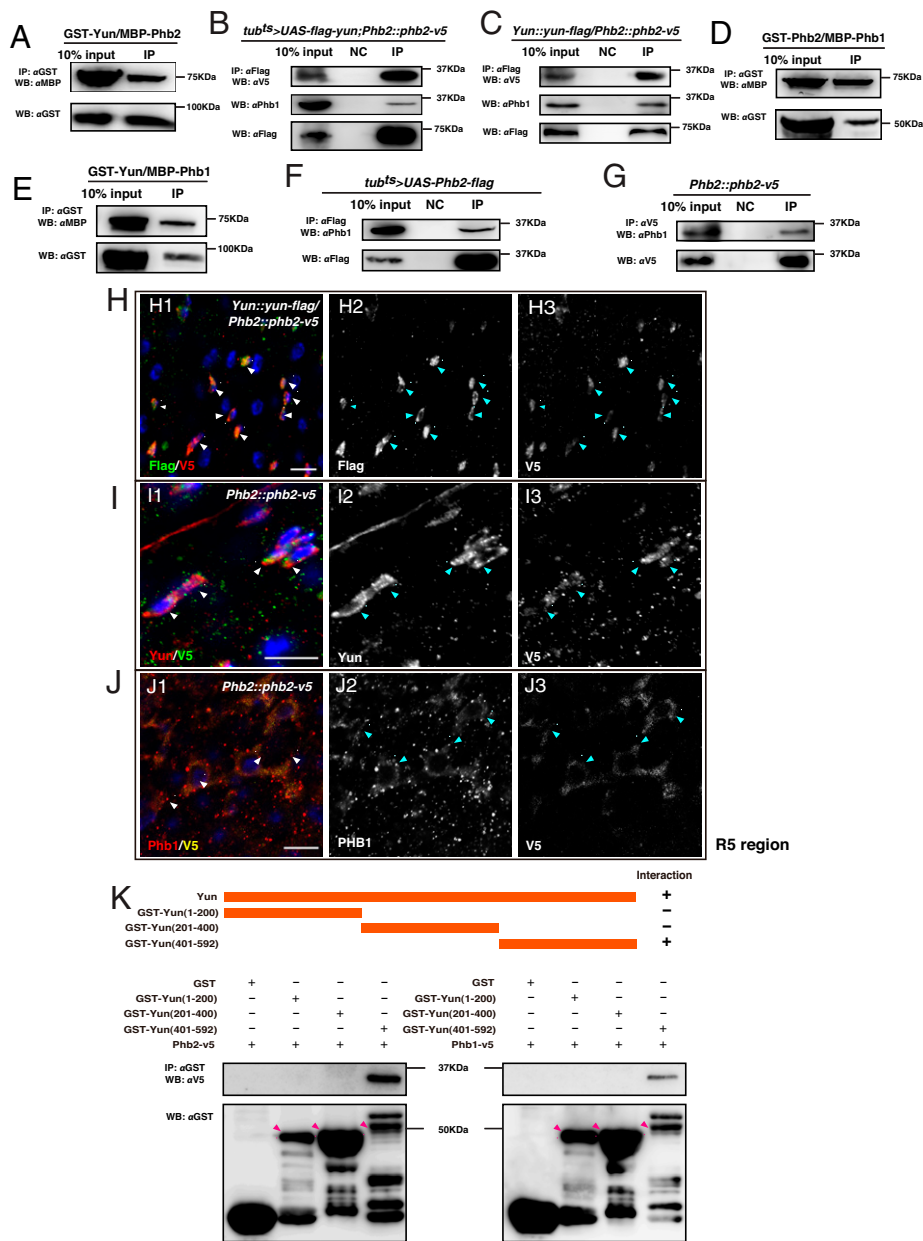 A
GST-Yun/MBP-Phb2
10% input IP
IP: αGST
WB: αMBP
75KDa
WB: αGST
100KDa
B
tubts>UAS-flag-yun;Phb2::phb2-v5
10% input NC IP
IP: αFlag
WB: αV5
37KDa
WB: αPhb1
37KDa
WB: αFlag
75KDa
C
Yun::yun-flag/Phb2::phb2-v5
10% input NC IP
IP: αFlag
WB: αV5
37KDa
WB: αPhb1
37KDa
WB: αFlag
75KDa
D
GST-Phb2/MBP-Phb1
10% input IP
IP: αGST
WB: αMBP
75KDa
WB: αGST
50KDa
E
GST-Yun/MBP-Phb1
10% input IP
IP: αGST
WB: αMBP
75KDa
WB: αGST
100KDa
F
tubts>UAS-Phb2-flag
10% input NC IP
IP: αFlag
WB: αPhb1
37KDa
WB: αFlag
37KDa
G
Phb2::phb2-v5
10% input NC IP
IP: αV5
WB: αPhb1
37KDa
WB: αV5
37KDa
H
H1
Yun::yun-flag/
Phb2::phb2-v5
Flag/V5
H2
Flag
H3
V5
I
I1
Phb2::phb2-v5
Yun/V5
I2
Yun
I3
V5
J
J1
Phb2::phb2-v5
Phb1/V5
J2
PHB1
J3
V5
R5 region
K
Interaction
Yun +
GST-Yun(1-200) −
GST-Yun(201-400) −
GST-Yun(401-592) +
GST + − − −
GST-Yun(1-200) − + − −
GST-Yun(201-400) − − + −
GST-Yun(401-592) − − − +
Phb2-v5 + + + +
GST + − − −
GST-Yun(1-200) − + − −
GST-Yun(201-400) − − + −
GST-Yun(401-592) − − − +
Phb1-v5 + + + +
IP: αGST
WB: αV5
37KDa
WB: αGST
50KDa